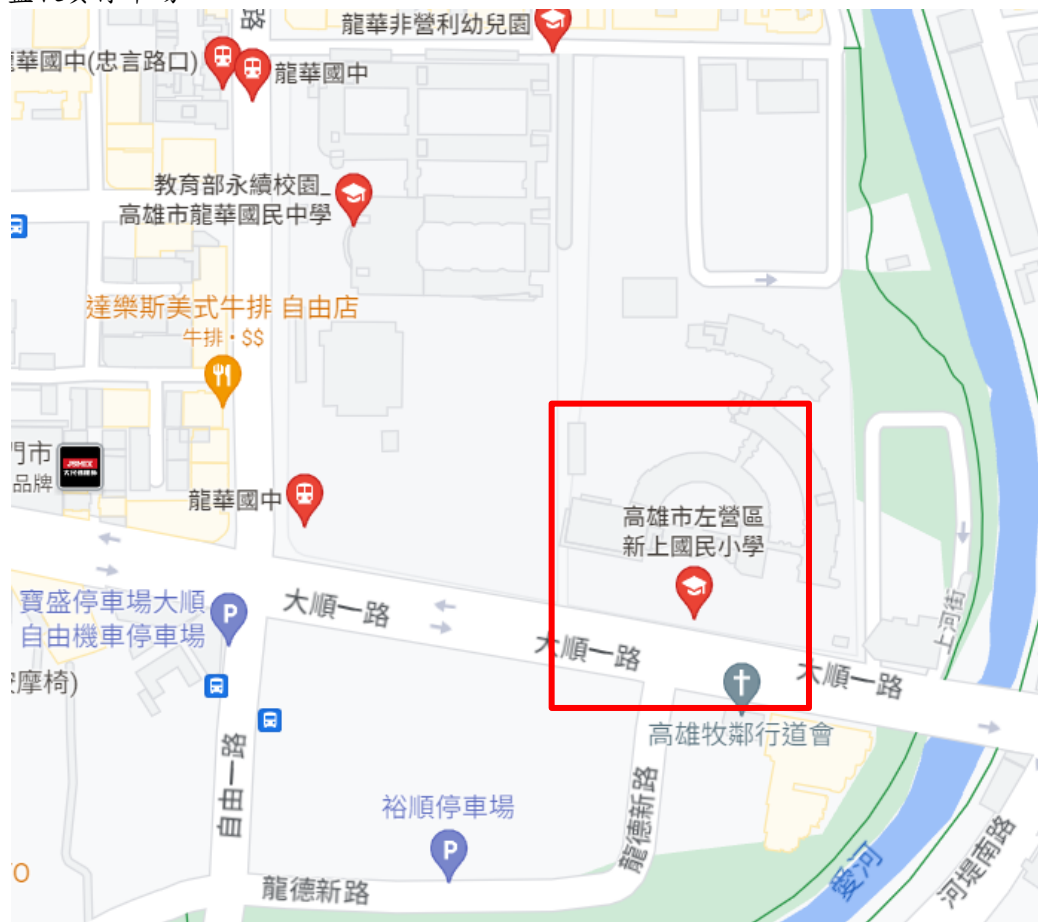 路
龍華非營利幼兒園
華國中(忠言路口)
龍華國中
教育部永續校園_
高雄市龍華國民中學
達樂斯美式牛排 自由店
牛排・$$
門市
品牌
龍華國中
高雄市左營區
新上國民小學
寶盛停車場大順
自由機車停車場
大順一路
大順一路
大順一路
上河街
摩椅)
高雄牧鄰行道會
自由一路
裕順停車場
龍德新路
龍德新路
愛河
河堤南路